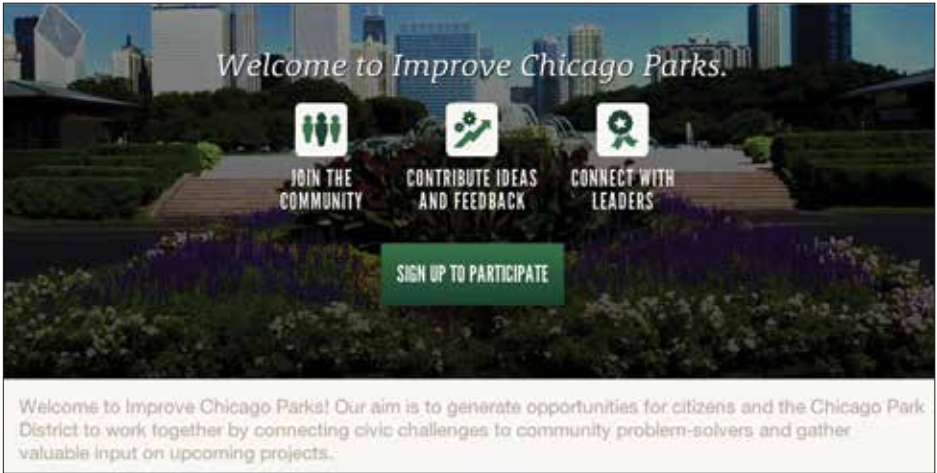 Welcome to Improve Chicago Parks.
JOIN THE
COMMUNITY
CONTRIBUTE IDEAS
AND FEEDBACK
CONNECT WITH
LEADERS
SIGN UP TO PARTICIPATE
Welcome to Improve Chicago Parks! Our aim is to generate opportunities for citizens and the Chicago Park
District to work together by connecting civic challenges to community problem-solvers and gather
valuable input on upcoming projects.